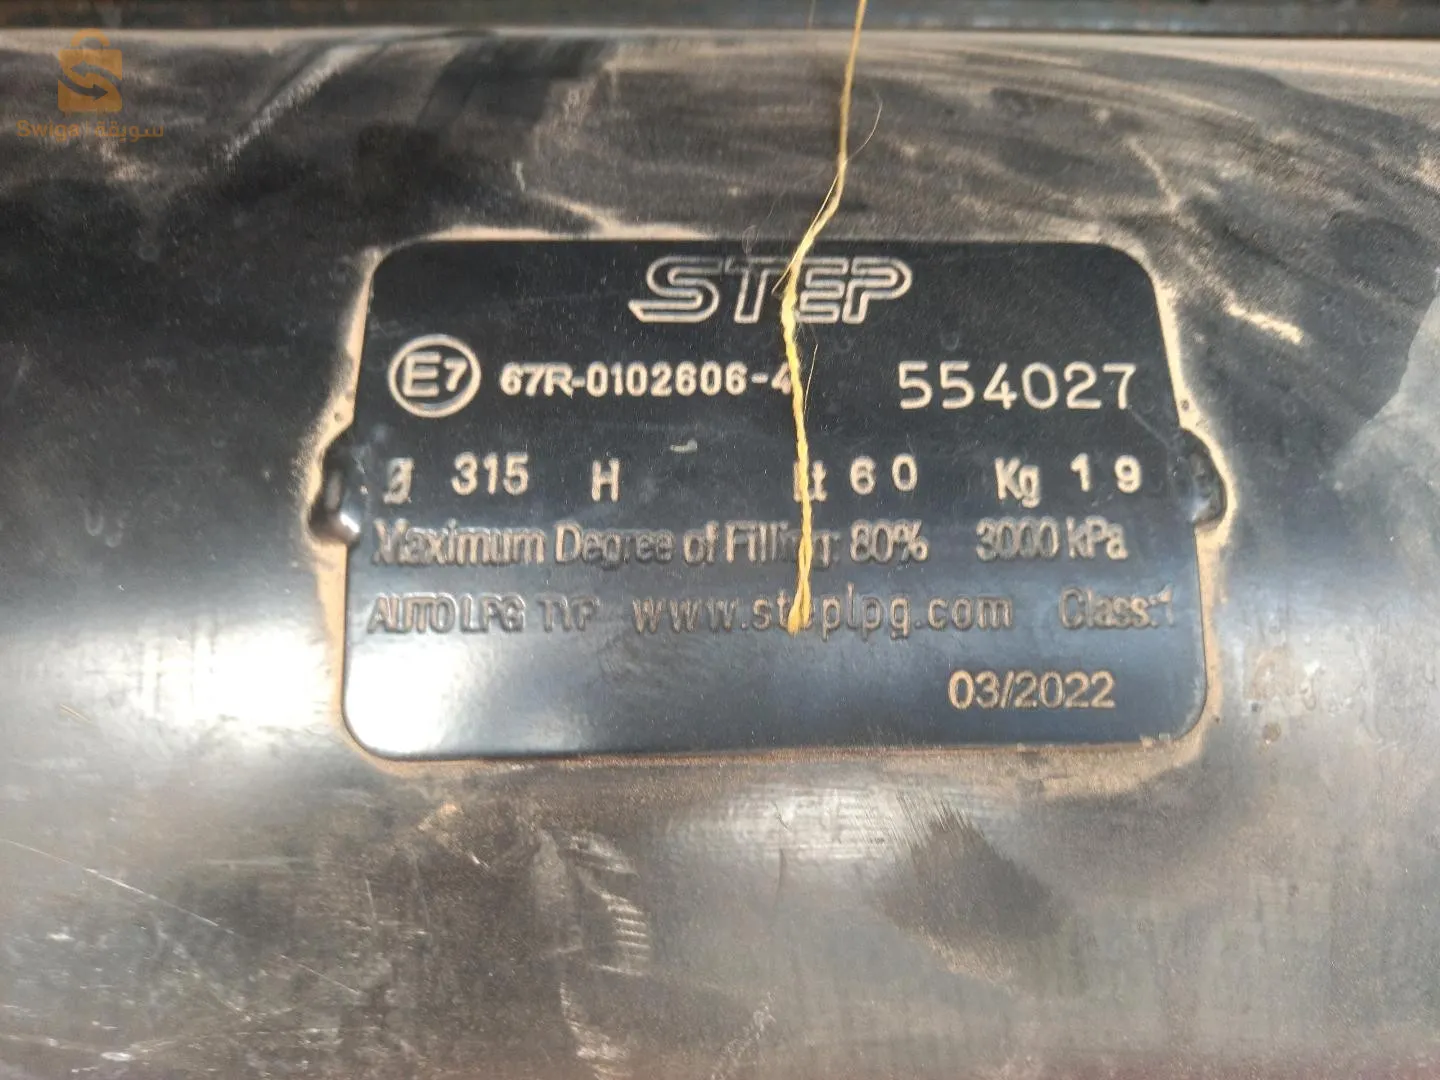 Swiqa سويقة
STEP
E7 67R-0102606-4 554027
Ø 315 H Lt 60 Kg 19
Maximum Degree of Filling: 80% 3000 kPa
AUTO LPG TYP www.steplpg.com Class:1
03/2022